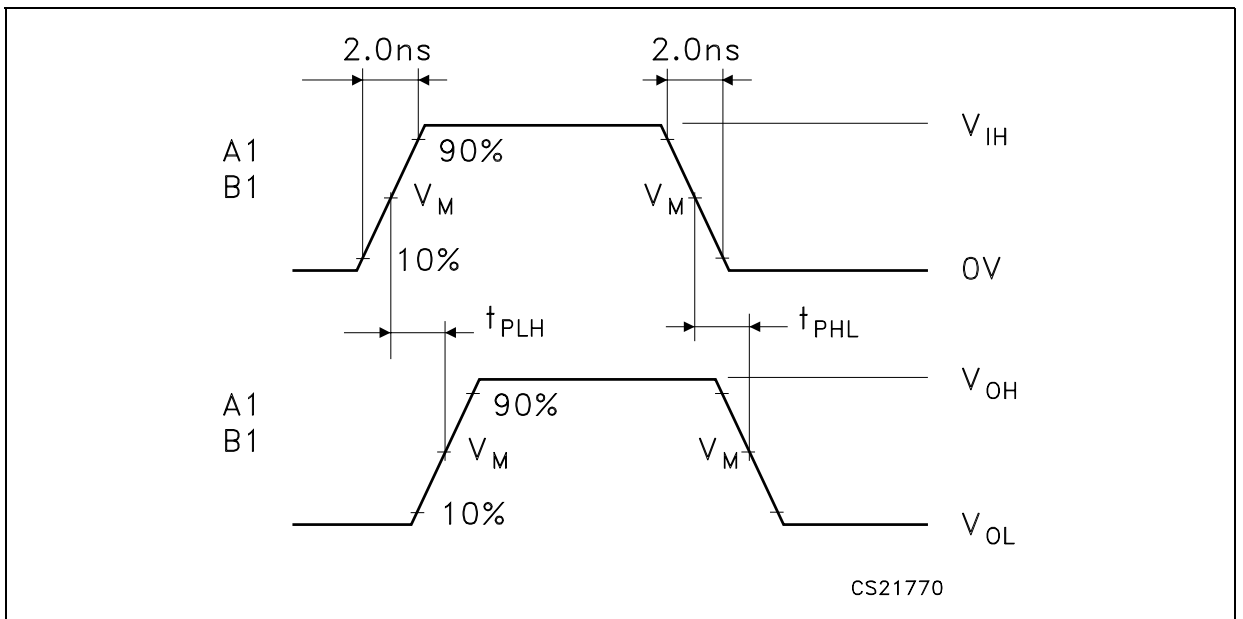 2.0ns 2.0ns
V_IH
A1
B1
90%
V_M V_M
10%
0V
t_PLH t_PHL
V_OH
A1
B1
90%
V_M V_M
10%
V_OL
CS21770